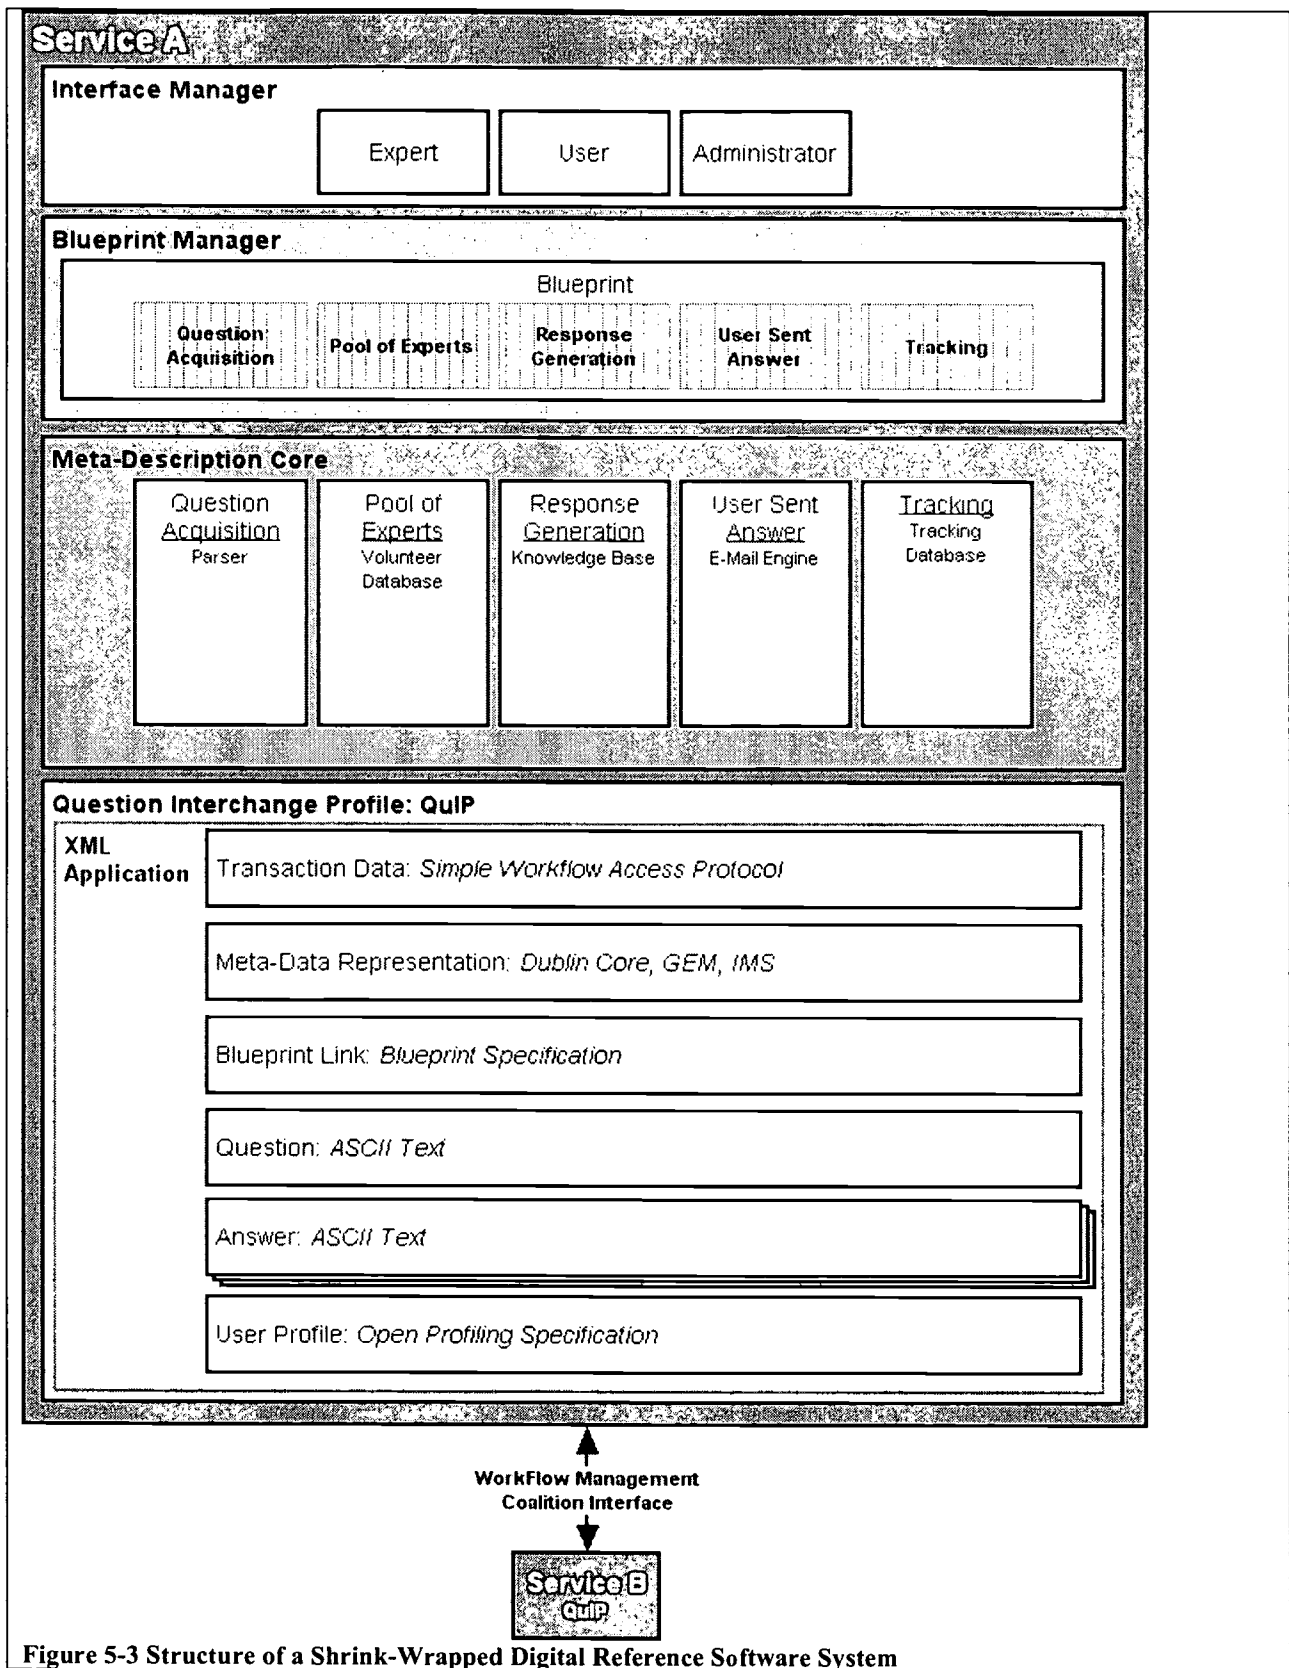 Service A
Interface Manager
Expert
User
Administrator
Blueprint Manager
Blueprint
Question
Acquisition
Pool of Experts
Response
Generation
User Sent
Answer
Tracking
Meta-Description Core
Question
Acquisition
Parser
Pool of
Experts
Volunteer
Database
Response
Generation
Knowledge Base
User Sent
Answer
E-Mail Engine
Tracking
Tracking
Database
Question Interchange Profile: QuIP
XML
Application
Transaction Data: Simple Workflow Access Protocol
Meta-Data Representation: Dublin Core, GEM, IMS
Blueprint Link: Blueprint Specification
Question: ASCII Text
Answer: ASCII Text
User Profile: Open Profiling Specification
WorkFlow Management
Coalition Interface
Service B
QuIP
Figure 5-3 Structure of a Shrink-Wrapped Digital Reference Software System